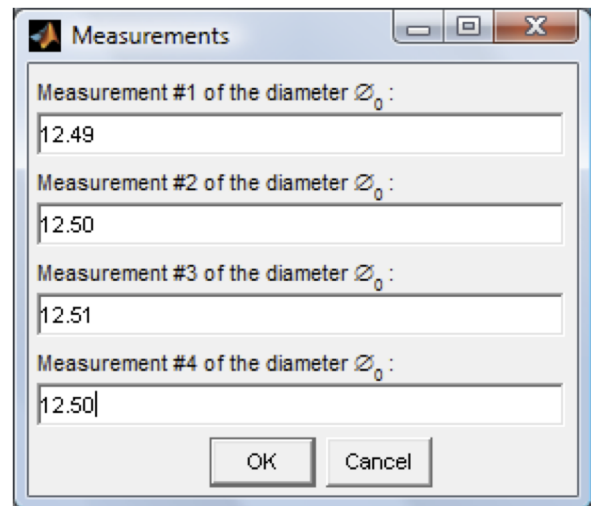 Measurements
Measurement #1 of the diameter ∅₀ :
12.49
Measurement #2 of the diameter ∅₀ :
12.50
Measurement #3 of the diameter ∅₀ :
12.51
Measurement #4 of the diameter ∅₀ :
12.50
OK Cancel